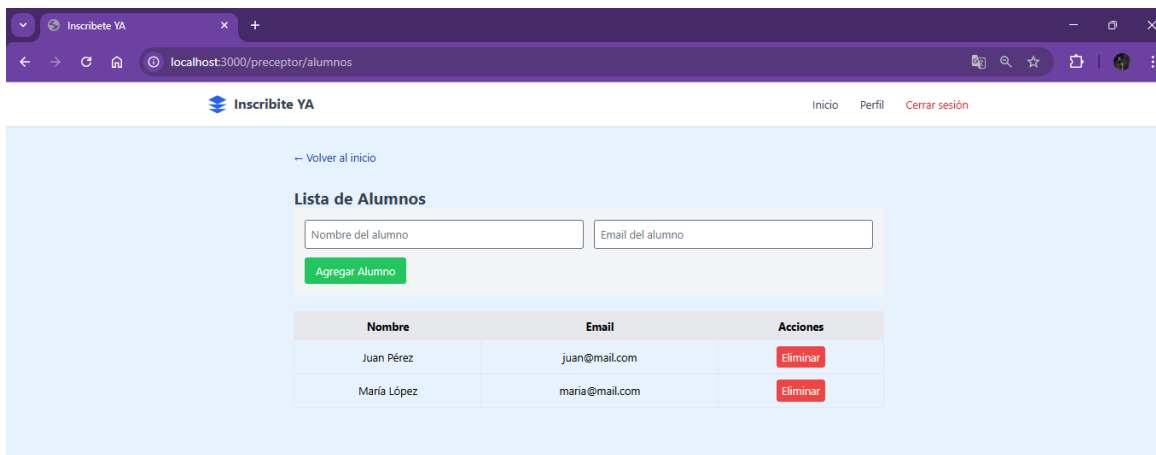 Inscribete YA
localhost:3000/preceptor/alumnos
Inscribite YA Inicio Perfil Cerrar sesión
← Volver al inicio
Lista de Alumnos
Nombre del alumno Email del alumno
Agregar Alumno
Nombre Email Acciones
Juan Pérez juan@mail.com Eliminar
María López maria@mail.com Eliminar